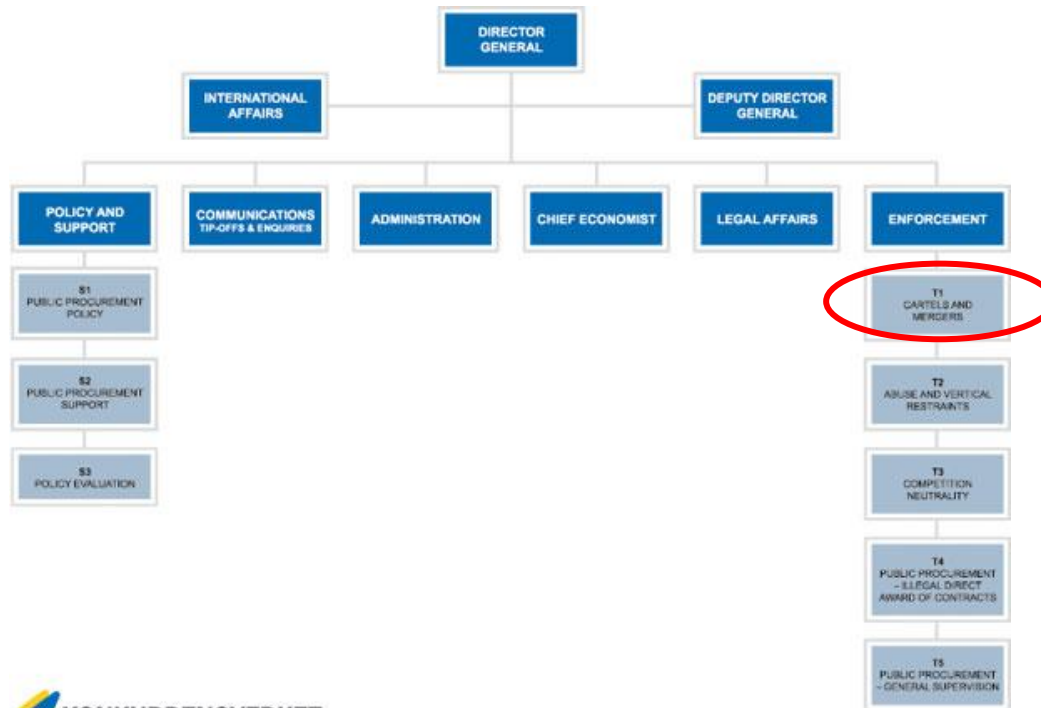 DIRECTOR
GENERAL
INTERNATIONAL
AFFAIRS
DEPUTY DIRECTOR
GENERAL
POLICY AND
SUPPORT
COMMUNICATIONS
TIP-OFFS & ENQUIRIES
ADMINISTRATION
CHIEF ECONOMIST
LEGAL AFFAIRS
ENFORCEMENT
S1
PUBLIC PROCUREMENT
POLICY
S2
PUBLIC PROCUREMENT
SUPPORT
S3
POLICY EVALUATION
T1
CARTELS AND
MERGERS
T2
ABUSE AND VERTICAL
RESTRAINTS
T3
COMPETITION
NEUTRALITY
T4
PUBLIC PROCUREMENT
– ILLEGAL DIRECT
AWARD OF CONTRACTS
T5
PUBLIC PROCUREMENT
– GENERAL SUPERVISION